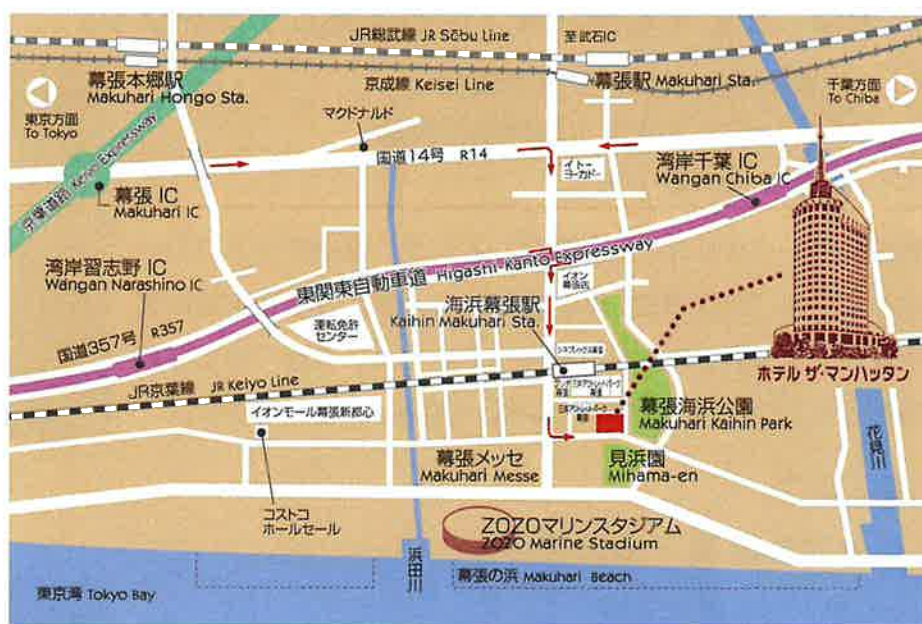 JR総武線 JR Sōbu Line
至 武石IC
幕張本郷駅
Makuhari Hongo Sta.
京成線 Keisei Line
幕張駅 Makuhari Sta.
東京方面
To Tokyo
千葉方面
To Chiba
マクドナルド
京葉道路 Keiyo Expressway
国道14号 R14
イトー
ヨーカドー
湾岸千葉 IC
Wangan Chiba IC
幕張 IC
Makuhari IC
湾岸習志野 IC
Wangan Narashino IC
東関東自動車道 Higashi Kanto Expressway
イオン
幕張店
海浜幕張駅
Kaihin Makuhari Sta.
運転免許
センター
国道357号 R357
JR京葉線 JR Keiyo Line
ホテル ザ・マンハッタン
イオンモール幕張新都心
幕張海浜公園
Makuhari Kaihin Park
花見川
幕張メッセ
Makuhari Messe
見浜園
Mihama-en
コストコ
ホールセール
ZOZOマリンスタジアム
ZOZO Marine Stadium
浜田川
幕張の浜 Makuhari Beach
東京湾 Tokyo Bay